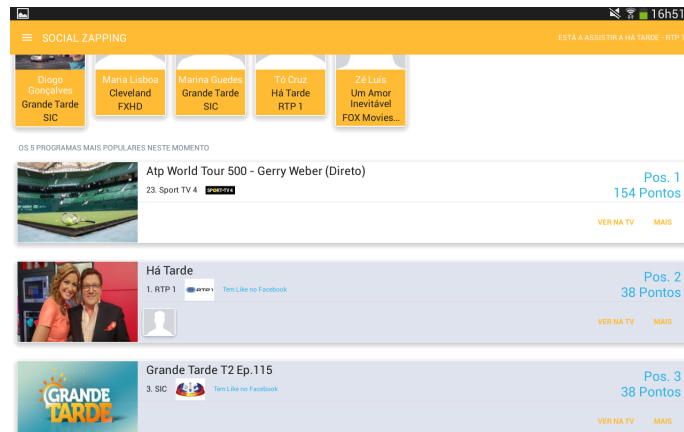 16h51
SOCIAL ZAPPING
ESTÁ A ASSISTIR A HÁ TARDE - RTP 1
Diogo
Gonçalves
Grande Tarde
SIC
Maria Lisboa
Cleveland
FXHD
Marina Guedes
Grande Tarde
SIC
Tó Cruz
Há Tarde
RTP 1
Zé Luís
Um Amor
Inevitável
FOX Movies...
OS 5 PROGRAMAS MAIS POPULARES NESTE MOMENTO
Atp World Tour 500 - Gerry Weber (Direto)
23. Sport TV 4 SPORT•TV4
Pos. 1
154 Pontos
VER NA TV MAIS
Há Tarde
1. RTP 1 RTP1 Tem Like no Facebook
Pos. 2
38 Pontos
VER NA TV MAIS
GRANDE
TARDE
Grande Tarde T2 Ep.115
3. SIC SIC Tem Like no Facebook
Pos. 3
38 Pontos
VER NA TV MAIS